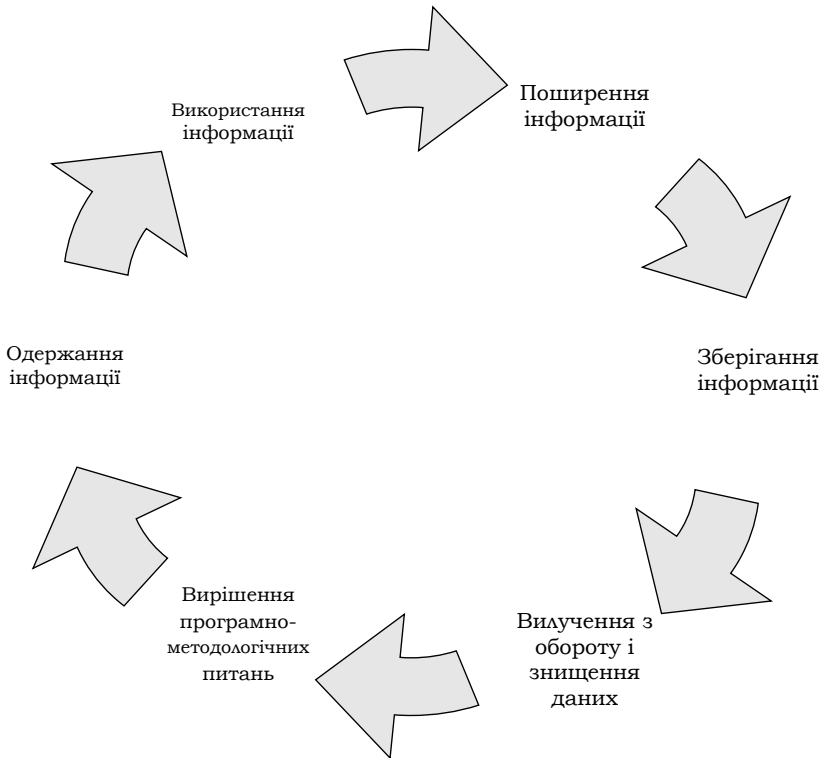 Використання
інформації
Поширення
інформації
Зберігання
інформації
Вилучення з
обороту і
знищення
даних
Вирішення
програмно-
методологічних
питань
Одержання
інформації